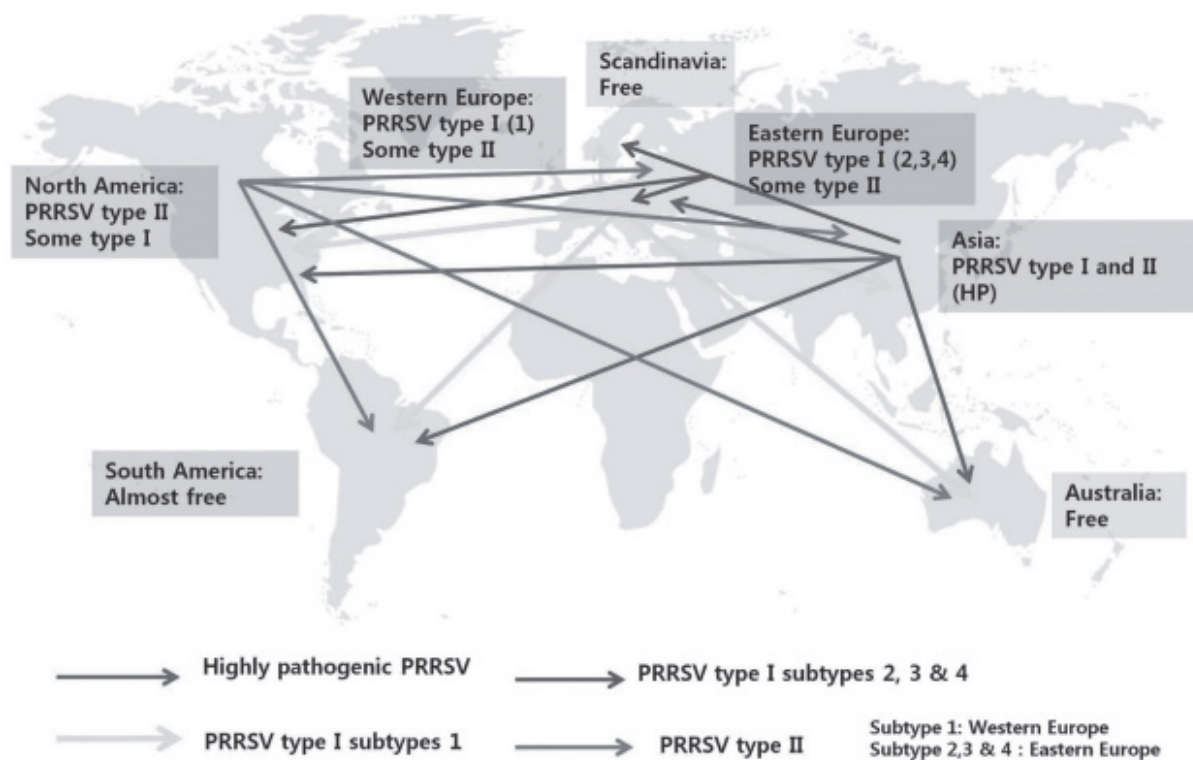 Scandinavia:
Free
Western Europe:
PRRSV type I (1)
Some type II
Eastern Europe:
PRRSV type I (2,3,4)
Some type II
North America:
PRRSV type II
Some type I
Asia:
PRRSV type I and II
(HP)
South America:
Almost free
Australia:
Free
Highly pathogenic PRRSV
PRRSV type I subtypes 2, 3 & 4
PRRSV type I subtypes 1
PRRSV type II
Subtype 1: Western Europe
Subtype 2,3 & 4 : Eastern Europe